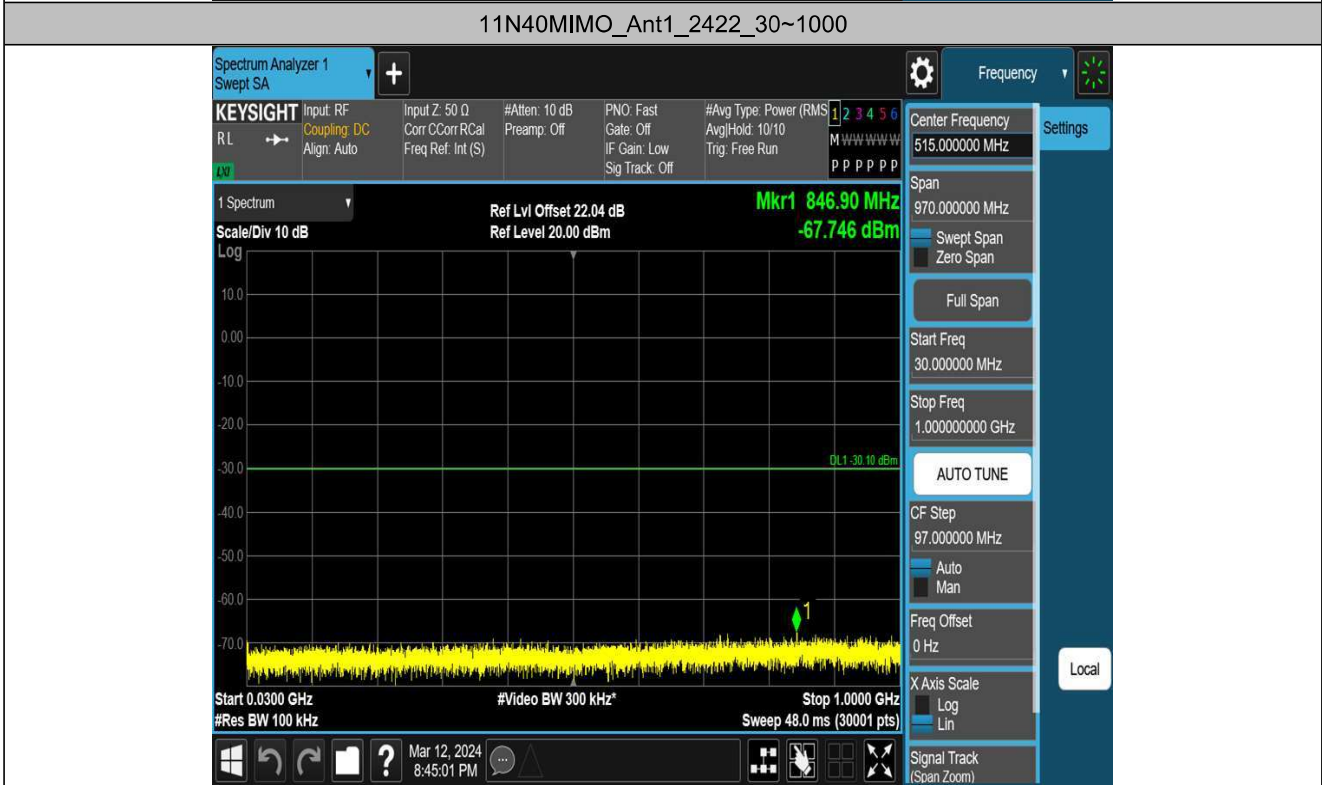 11N40MIMO_Ant1_2422_30~1000
Spectrum Analyzer 1
Swept SA
+
Frequency
KEYSIGHT
RL
LXI
Input: RF
Coupling: DC
Align: Auto
Input Z: 50 Ω
Corr CCorr RCal
Freq Ref: Int (S)
#Atten: 10 dB
Preamp: Off
PNO: Fast
Gate: Off
IF Gain: Low
Sig Track: Off
#Avg Type: Power (RMS
Avg|Hold: 10/10
Trig: Free Run
1 2 3 4 5 6
M W W W W W
P P P P P P
1 Spectrum
Scale/Div 10 dB
Log
Ref Lvl Offset 22.04 dB
Ref Level 20.00 dBm
Mkr1 846.90 MHz
-67.746 dBm
10.0
0.00
-10.0
-20.0
-30.0
DL1 -30.10 dBm
-40.0
-50.0
-60.0
1
-70.0
Start 0.0300 GHz
#Video BW 300 kHz*
Stop 1.0000 GHz
#Res BW 100 kHz
Sweep 48.0 ms (30001 pts)
?
Mar 12, 2024
8:45:01 PM
Center Frequency
515.000000 MHz
Settings
Span
970.000000 MHz
Swept Span
Zero Span
Full Span
Start Freq
30.000000 MHz
Stop Freq
1.000000000 GHz
AUTO TUNE
CF Step
97.000000 MHz
Auto
Man
Freq Offset
0 Hz
X Axis Scale
Log
Lin
Local
Signal Track
(Span Zoom)